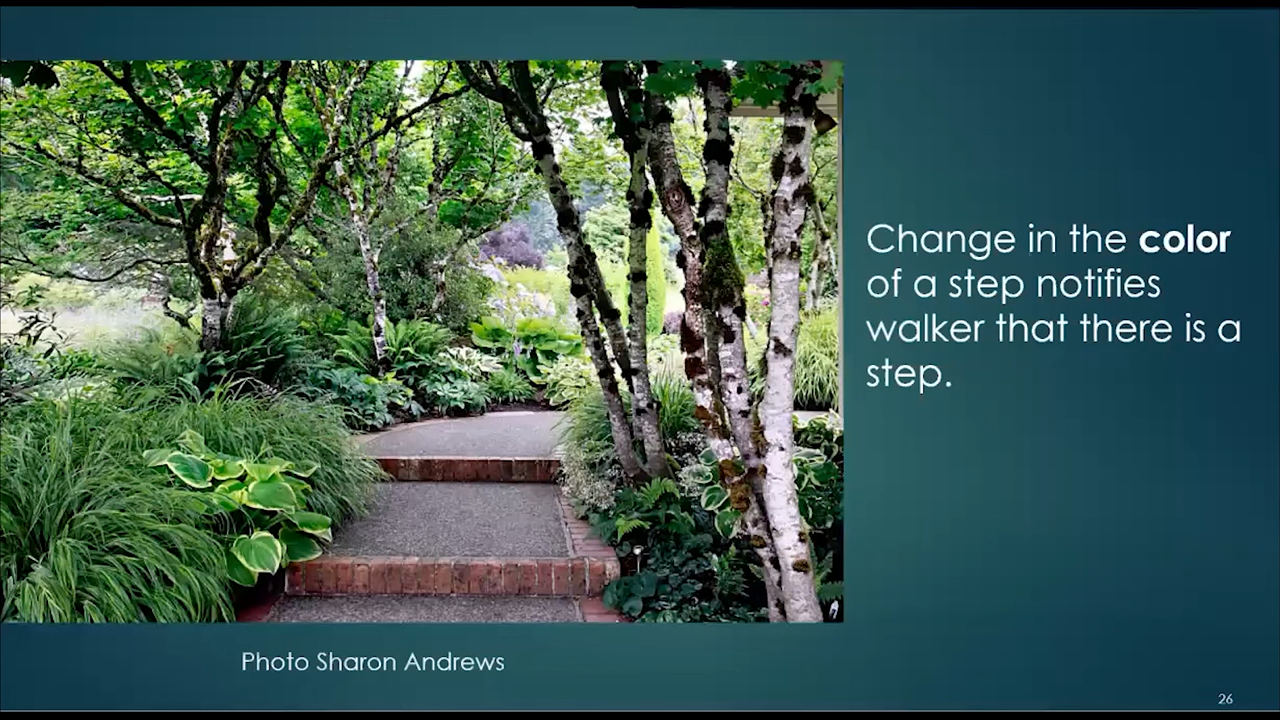 Change in the color
of a step notifies
walker that there is a
step.
Photo Sharon Andrews
26